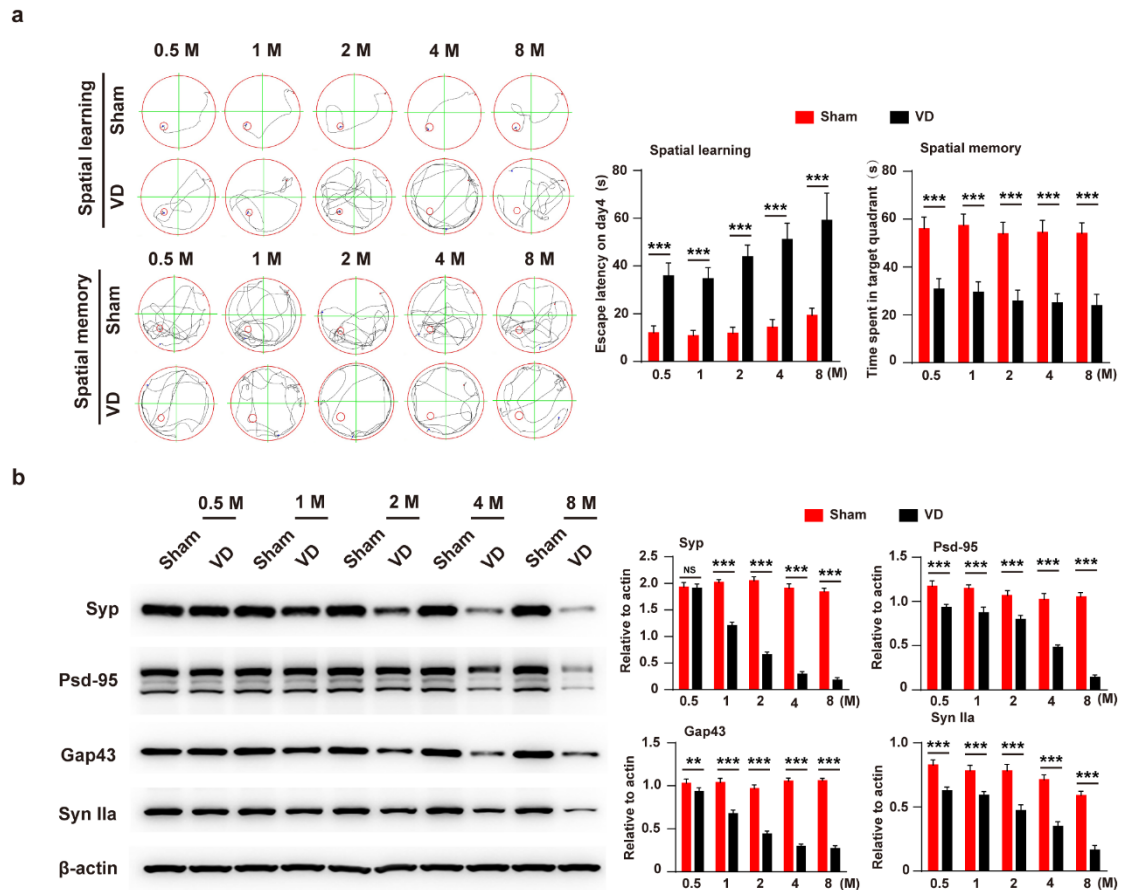 a
0.5 M 1 M 2 M 4 M 8 M
Spatial learning
Sham
VD
0.5 M 1 M 2 M 4 M 8 M
Spatial memory
Sham
VD
Sham VD
Spatial learning
Escape latency on day4 (s)
80
60
40
20
0
*** *** *** *** ***
0.5 1 2 4 8 (M)
Spatial memory
Time spent in target quadrant (s)
80
60
40
20
0
*** *** *** *** ***
0.5 1 2 4 8 (M)
b
0.5 M 1 M 2 M 4 M 8 M
Sham VD Sham VD Sham VD Sham VD Sham VD
Syp
Psd-95
Gap43
Syn IIa
β-actin
Sham VD
Syp
Relative to actin
2.5
2.0
1.5
1.0
0.5
0
NS *** *** *** ***
0.5 1 2 4 8 (M)
Psd-95
Relative to actin
1.5
1.0
0.5
0
*** *** *** *** ***
0.5 1 2 4 8 (M)
Gap43
Relative to actin
1.5
1.0
0.5
0
** *** *** *** ***
0.5 1 2 4 8 (M)
Syn IIa
Relative to actin
1.0
0.5
0
*** *** *** *** ***
0.5 1 2 4 8 (M)